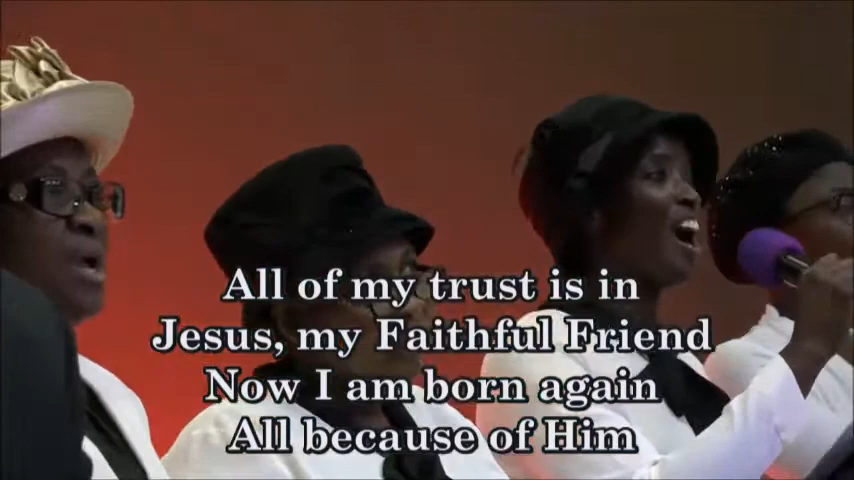 All of my trust is in
Jesus, my Faithful Friend
Now I am born again
All because of Him